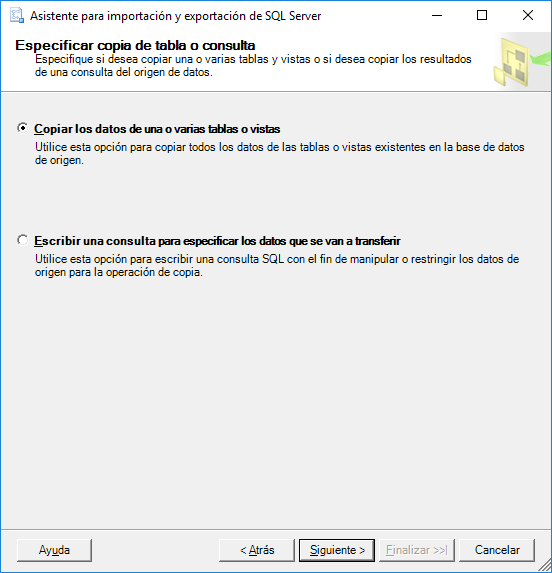 Asistente para importación y exportación de SQL Server
Especificar copia de tabla o consulta
Especifique si desea copiar una o varias tablas y vistas o si desea copiar los resultados
de una consulta del origen de datos.
Copiar los datos de una o varias tablas o vistas
Utilice esta opción para copiar todos los datos de las tablas o vistas existentes en la base de datos
de origen.
Escribir una consulta para especificar los datos que se van a transferir
Utilice esta opción para escribir una consulta SQL con el fin de manipular o restringir los datos de
origen para la operación de copia.
Ayuda
< Atrás
Siguiente >
Finalizar >>|
Cancelar